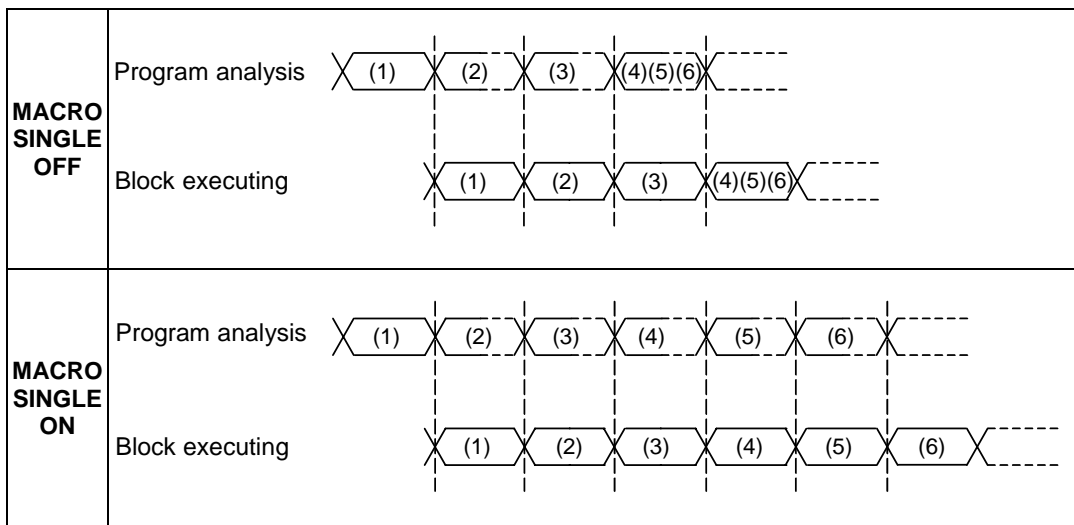 MACRO
SINGLE
OFF
Program analysis (1) (2) (3) (4)(5)(6)
Block executing (1) (2) (3) (4)(5)(6)
MACRO
SINGLE
ON
Program analysis (1) (2) (3) (4) (5) (6)
Block executing (1) (2) (3) (4) (5) (6)